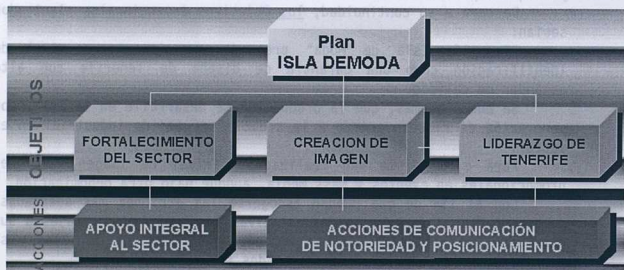 Plan
ISLA DEMODA
OBJETIVOS
FORTALECIMIENTO
DEL SECTOR
CREACION DE
IMAGEN
LIDERAZGO DE
TENERIFE
ACCIONES
APOYO INTEGRAL
AL SECTOR
ACCIONES DE COMUNICACIÓN
DE NOTORIEDAD Y POSICIONAMIENTO